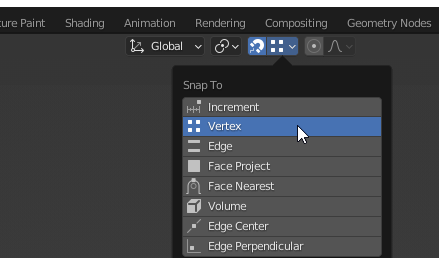 ure Paint Shading Animation Rendering Compositing Geometry Nodes
Global
Snap To
Increment
Vertex
Edge
Face Project
Face Nearest
Volume
Edge Center
Edge Perpendicular